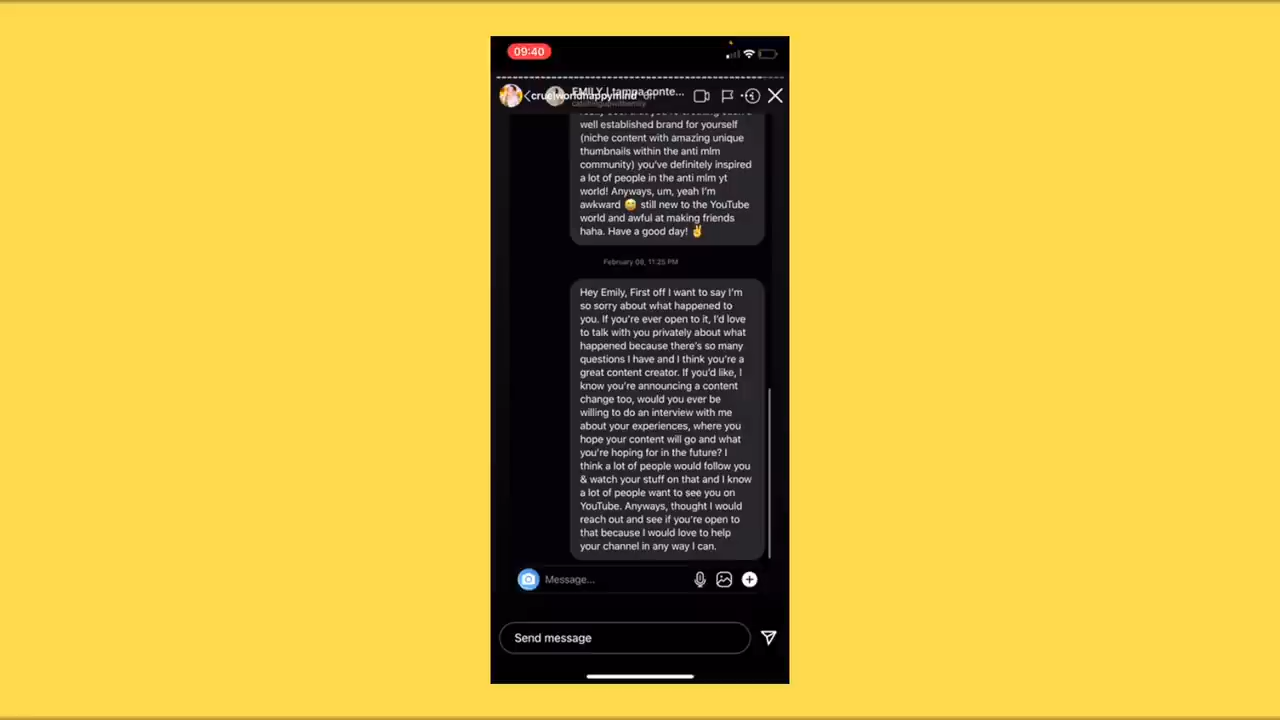 09:40
cruelworldhappymind 6h
EMILY | tampa conte...
well established brand for yourself
(niche content with amazing unique
thumbnails within the anti mlm
community) you've definitely inspired
a lot of people in the anti mlm yt
world! Anyways, um, yeah I'm
awkward 😅 still new to the YouTube
world and awful at making friends
haha. Have a good day! ✌️
February 08, 11:25 PM
Hey Emily, First off I want to say I'm
so sorry about what happened to
you. If you're ever open to it, I'd love
to talk with you privately about what
happened because there's so many
questions I have and I think you're a
great content creator. If you'd like, I
know you're announcing a content
change too, would you ever be
willing to do an interview with me
about your experiences, where you
hope your content will go and what
you're hoping for in the future? I
think a lot of people would follow you
& watch your stuff on that and I know
a lot of people want to see you on
YouTube. Anyways, thought I would
reach out and see if you're open to
that because I would love to help
your channel in any way I can.
Message...
Send message